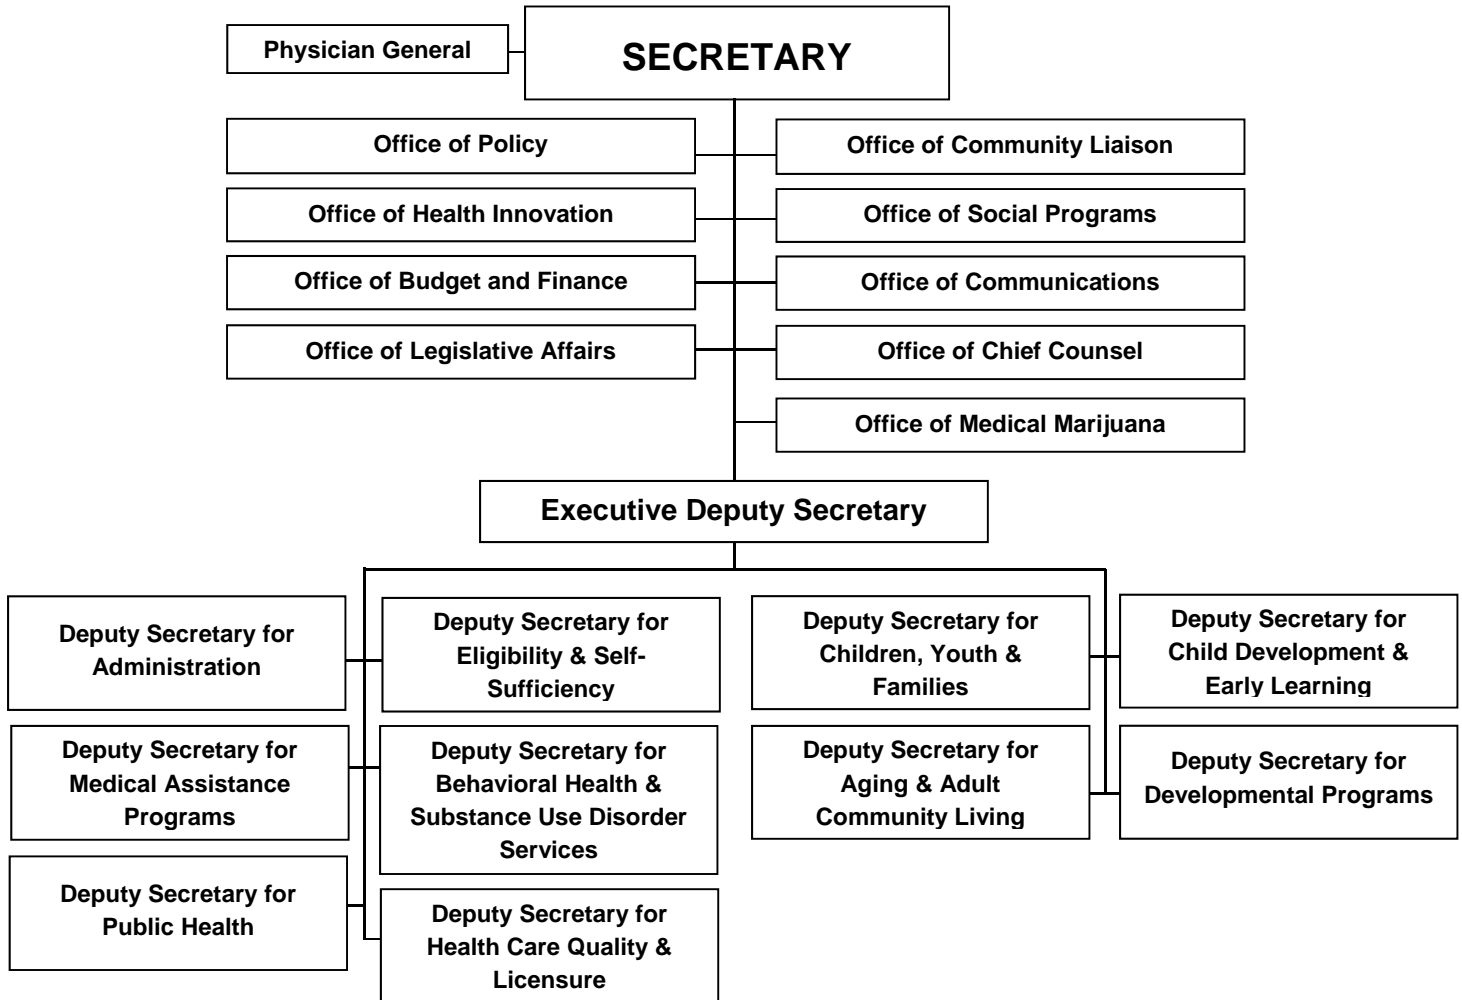 Physician General
SECRETARY
Office of Policy
Office of Community Liaison
Office of Health Innovation
Office of Social Programs
Office of Budget and Finance
Office of Communications
Office of Legislative Affairs
Office of Chief Counsel
Office of Medical Marijuana
Executive Deputy Secretary
Deputy Secretary for
Administration
Deputy Secretary for
Eligibility & Self-
Sufficiency
Deputy Secretary for
Children, Youth &
Families
Deputy Secretary for
Child Development &
Early Learning
Deputy Secretary for
Medical Assistance
Programs
Deputy Secretary for
Behavioral Health &
Substance Use Disorder
Services
Deputy Secretary for
Aging & Adult
Community Living
Deputy Secretary for
Developmental Programs
Deputy Secretary for
Public Health
Deputy Secretary for
Health Care Quality &
Licensure